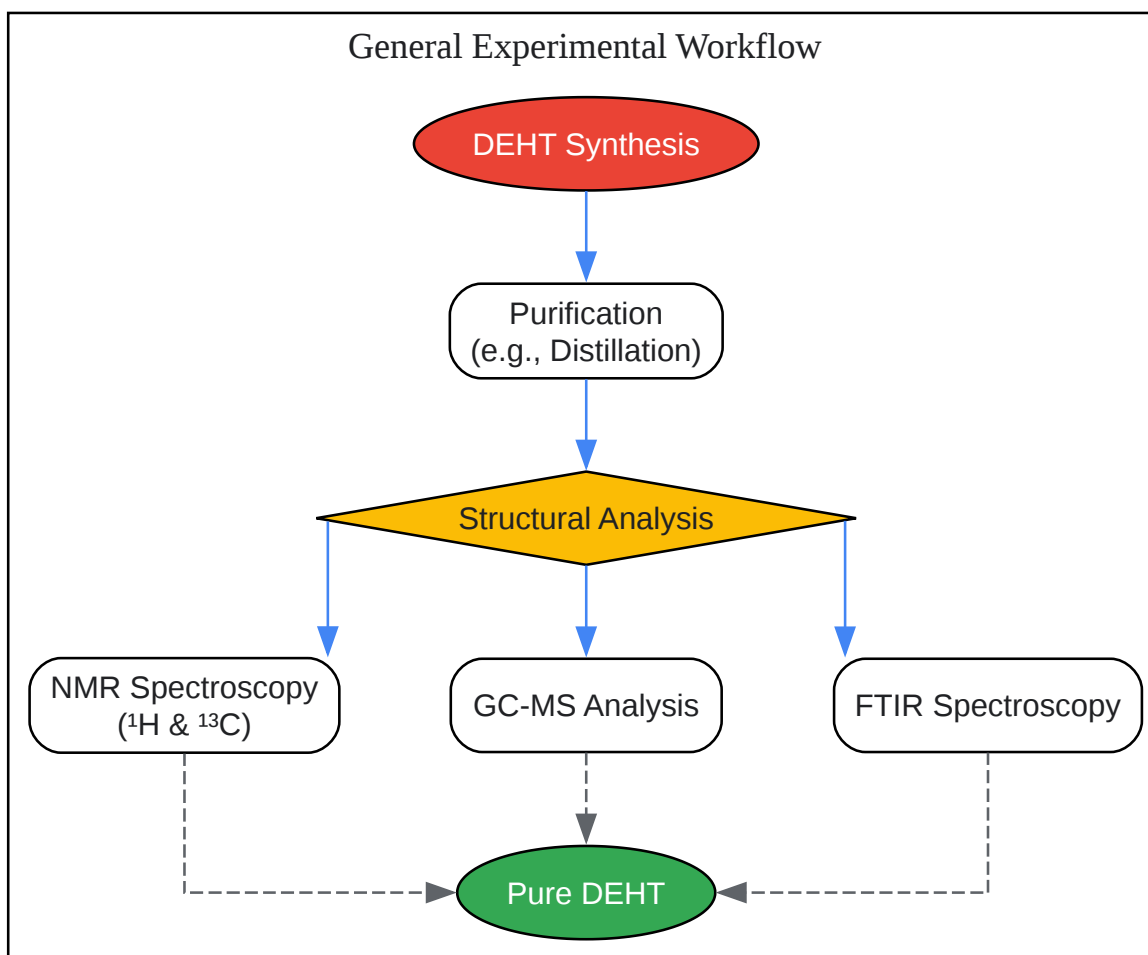 General Experimental Workflow
DEHT Synthesis
Purification
(e.g., Distillation)
Structural Analysis
NMR Spectroscopy
(¹H & ¹³C)
GC-MS Analysis
FTIR Spectroscopy
Pure DEHT